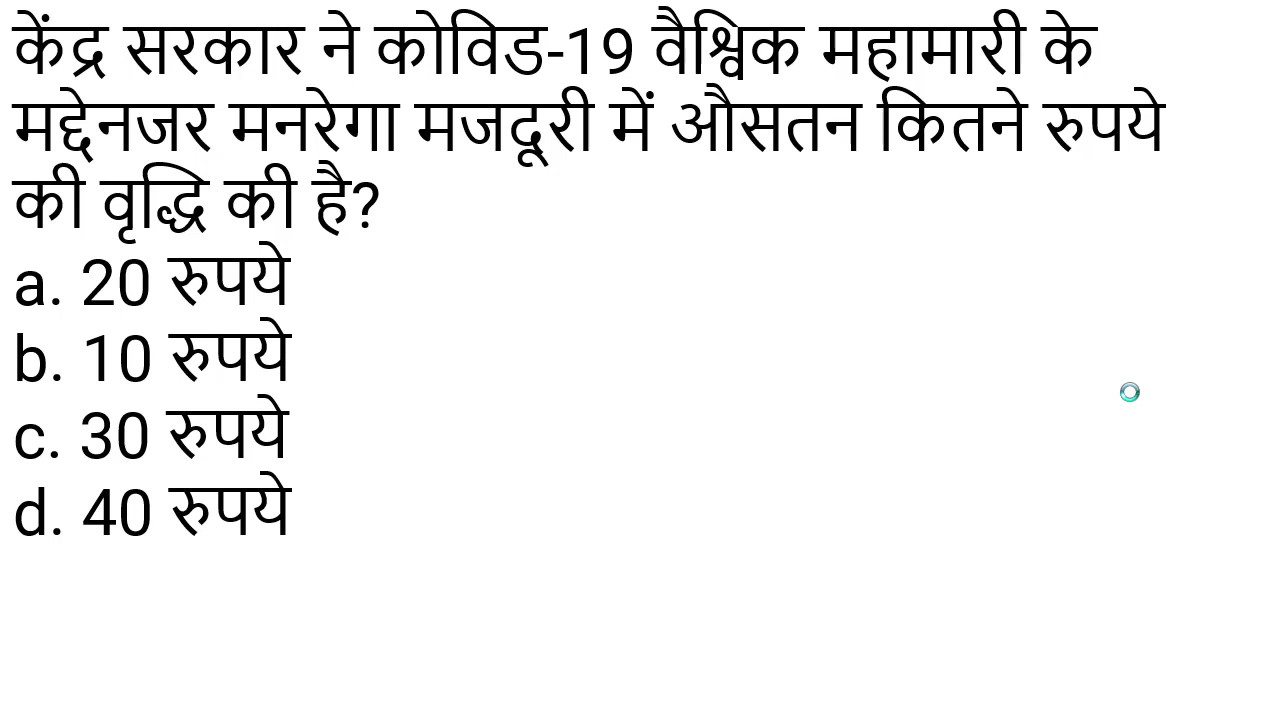 केंद्र सरकार ने कोविड-19 वैश्विक महामारी के
मद्देनजर मनरेगा मजदूरी में औसतन कितने रुपये
की वृद्धि की है?
a. 20 रुपये
b. 10 रुपये
c. 30 रुपये
d. 40 रुपये